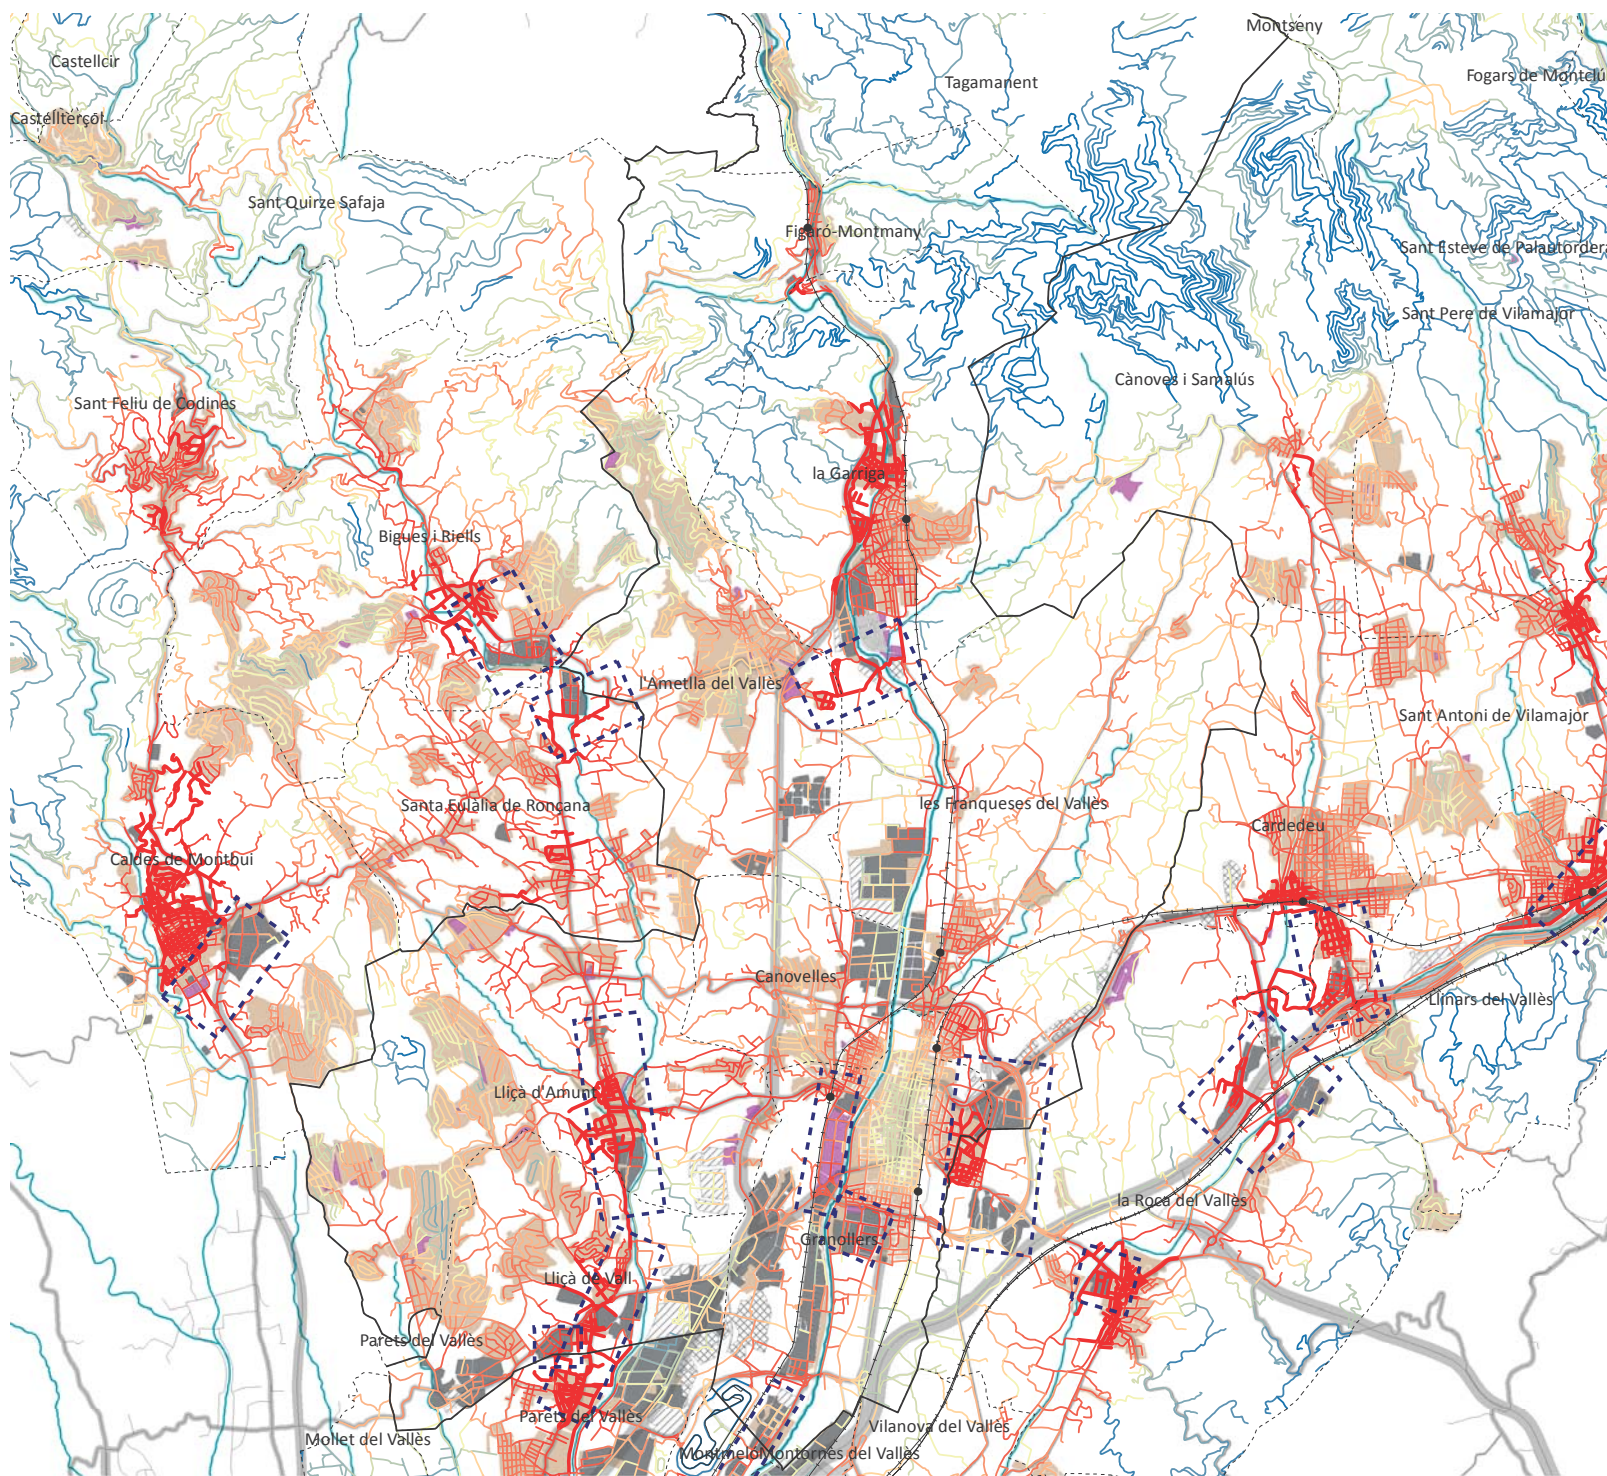 Montseny
Castellcir
Fogars de Montclú
Tagamanent
Castellterçol
Sant Quirze Safaja
Figaró-Montmany
Sant Esteve de Palautordera
Sant Pere de Vilamajor
Cànoves i Samalús
Sant Feliu de Codines
la Garriga
Bigues i Riells
l'Ametlla del Vallès
Sant Antoni de Vilamajor
Santa Eulàlia de Ronçana
les Franqueses del Vallès
Cardedeu
Caldes de Montbui
Canovelles
Llinars del Vallès
Lliçà d'Amunt
la Roca del Vallès
Granollers
Lliçà de Vall
Parets del Vallès
Parets del Vallès
Vilanova del Vallès
Mollet del Vallès
Montmeló
Montornès del Vallès